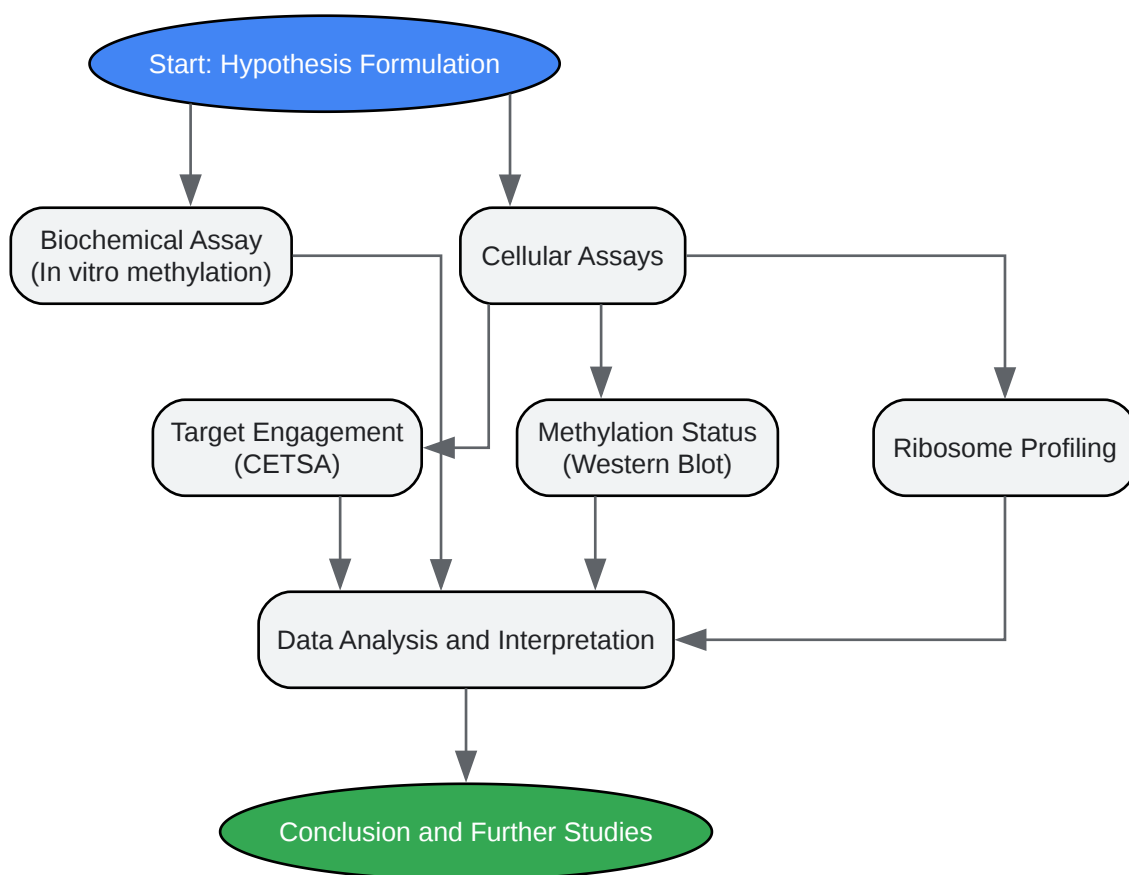 Start: Hypothesis Formulation
Biochemical Assay
(In vitro methylation)
Cellular Assays
Target Engagement
(CETSA)
Methylation Status
(Western Blot)
Ribosome Profiling
Data Analysis and Interpretation
Conclusion and Further Studies